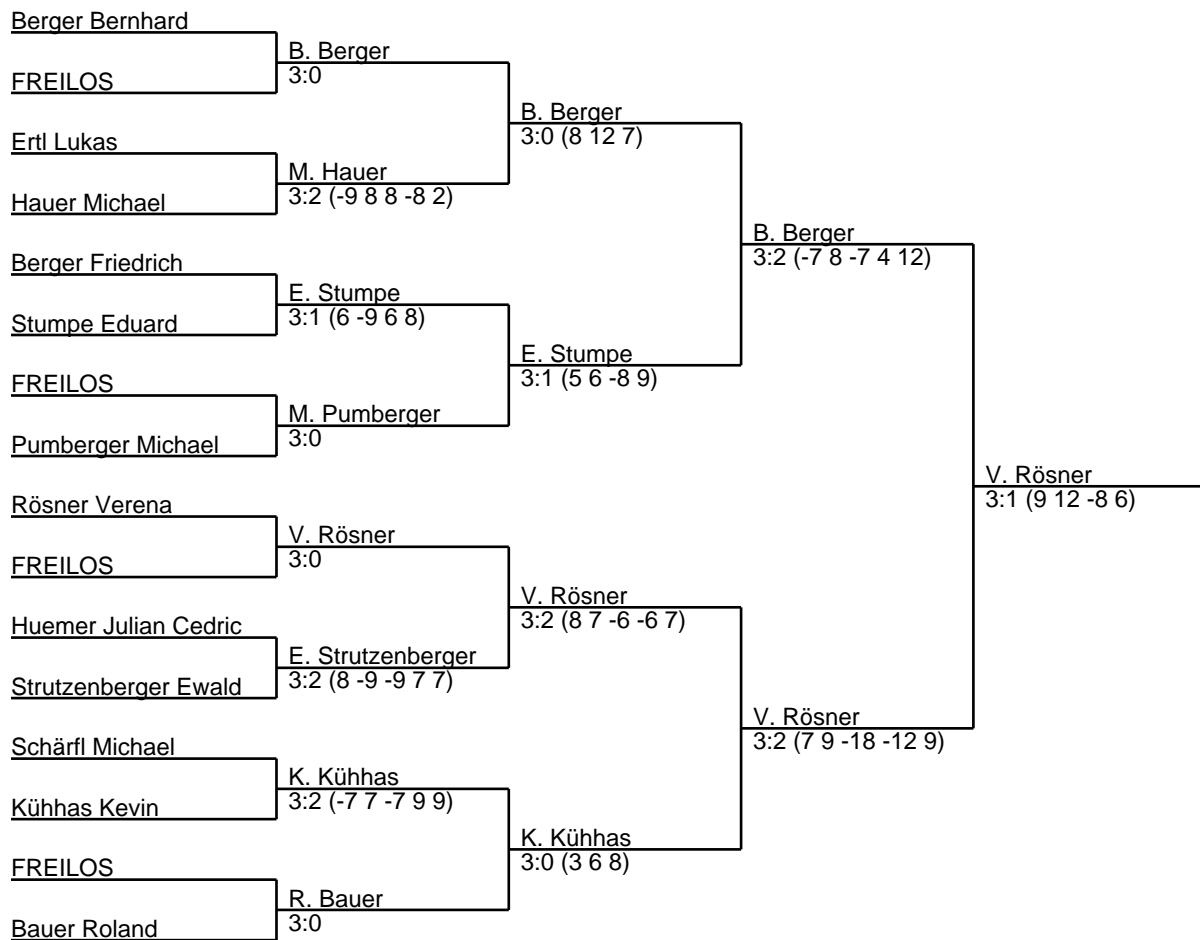 Berger Bernhard
B. Berger
3:0
FREILOS
B. Berger
3:0 (8 12 7)
Ertl Lukas
M. Hauer
3:2 (-9 8 8 -8 2)
Hauer Michael
B. Berger
3:2 (-7 8 -7 4 12)
Berger Friedrich
E. Stumpe
3:1 (6 -9 6 8)
Stumpe Eduard
E. Stumpe
3:1 (5 6 -8 9)
FREILOS
M. Pumberger
3:0
Pumberger Michael
V. Rösner
3:1 (9 12 -8 6)
Rösner Verena
V. Rösner
3:0
FREILOS
V. Rösner
3:2 (8 7 -6 -6 7)
Huemer Julian Cedric
E. Strutzenberger
3:2 (8 -9 -9 7 7)
Strutzenberger Ewald
V. Rösner
3:2 (7 9 -18 -12 9)
Schärfl Michael
K. Kühhas
3:2 (-7 7 -7 9 9)
Kühhas Kevin
K. Kühhas
3:0 (3 6 8)
FREILOS
R. Bauer
3:0
Bauer Roland